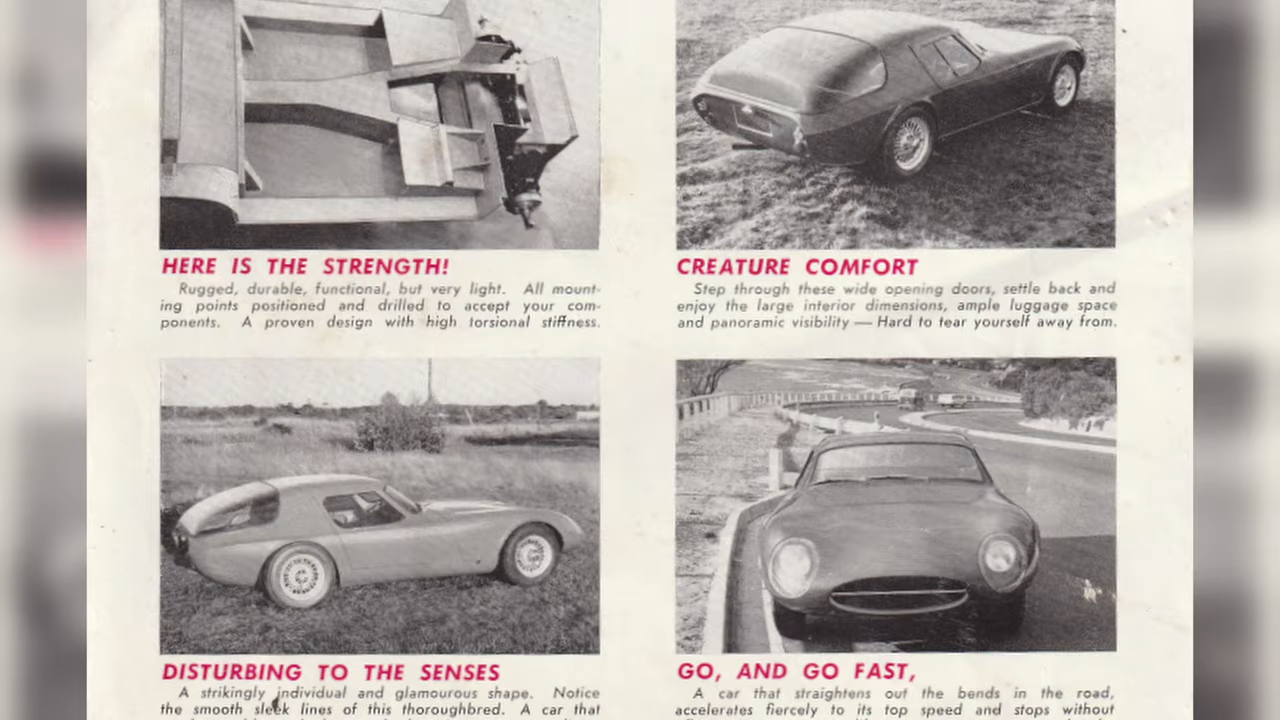 HERE IS THE STRENGTH!
Rugged, durable, functional, but very light. All mount-
ing points positioned and drilled to accept your com-
ponents. A proven design with high torsional stiffness.
CREATURE COMFORT
Step through these wide opening doors, settle back and
enjoy the large interior dimensions, ample luggage space
and panoramic visibility — Hard to tear yourself away from.
DISTURBING TO THE SENSES
A strikingly individual and glamourous shape. Notice
the smooth sleek lines of this thoroughbred. A car that
GO, AND GO FAST,
A car that straightens out the bends in the road,
accelerates fiercely to its top speed and stops without